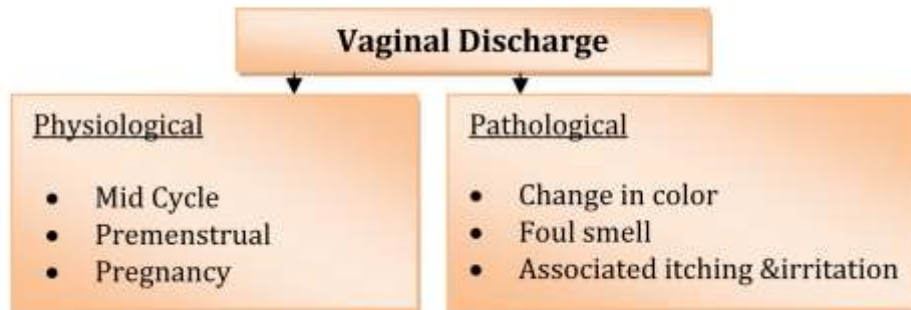 Vaginal Discharge
Physiological
• Mid Cycle
• Premenstrual
• Pregnancy
Pathological
• Change in color
• Foul smell
• Associated itching &irritation